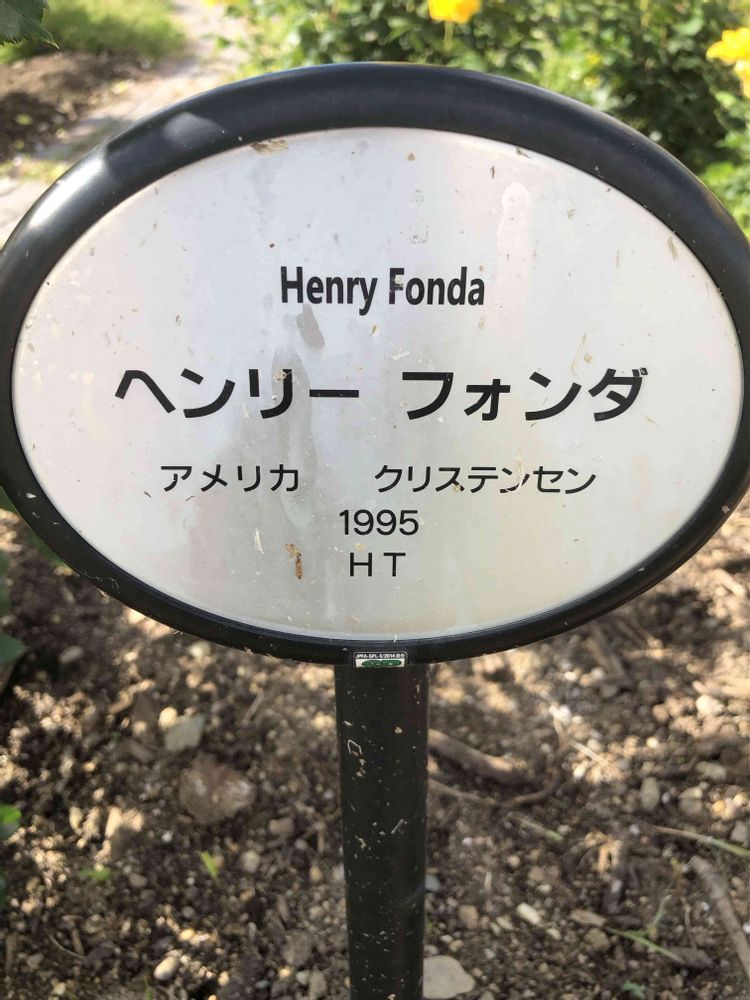 Henry Fonda
ヘンリー フォンダ
アメリカ クリステンセン
1995
HT